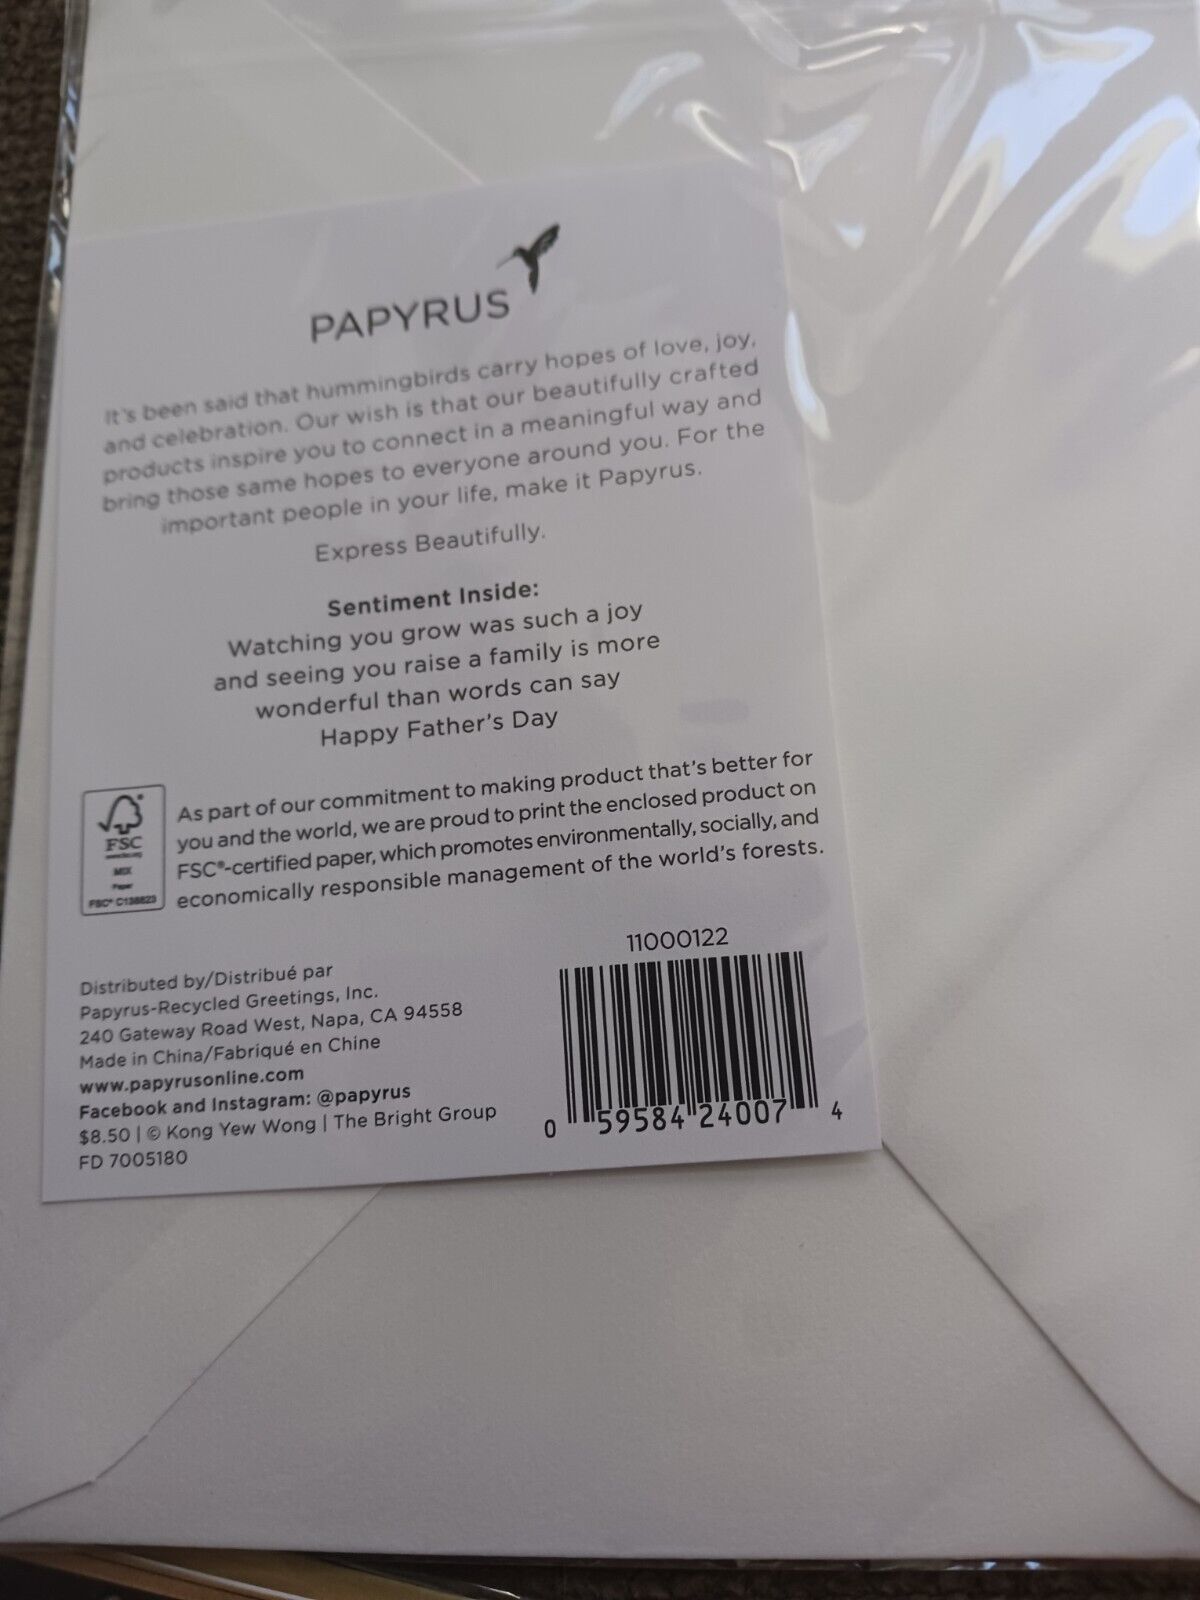 PAPYRUS
It's been said that hummingbirds carry hopes of love, joy,
and celebration. Our wish is that our beautifully crafted
products inspire you to connect in a meaningful way and
bring those same hopes to everyone around you. For the
important people in your life, make it Papyrus.
Express Beautifully.
Sentiment Inside:
Watching you grow was such a joy
and seeing you raise a family is more
wonderful than words can say
Happy Father's Day
FSC
MIX
Paper
FSC® C138823
As part of our commitment to making product that's better for
you and the world, we are proud to print the enclosed product on
FSC®-certified paper, which promotes environmentally, socially, and
economically responsible management of the world's forests.
Distributed by/Distribué par
Papyrus-Recycled Greetings, Inc.
240 Gateway Road West, Napa, CA 94558
Made in China/Fabriqué en Chine
www.papyrusonline.com
Facebook and Instagram: @papyrus
$8.50 | © Kong Yew Wong | The Bright Group
FD 7005180
11000122
0 59584 24007 4